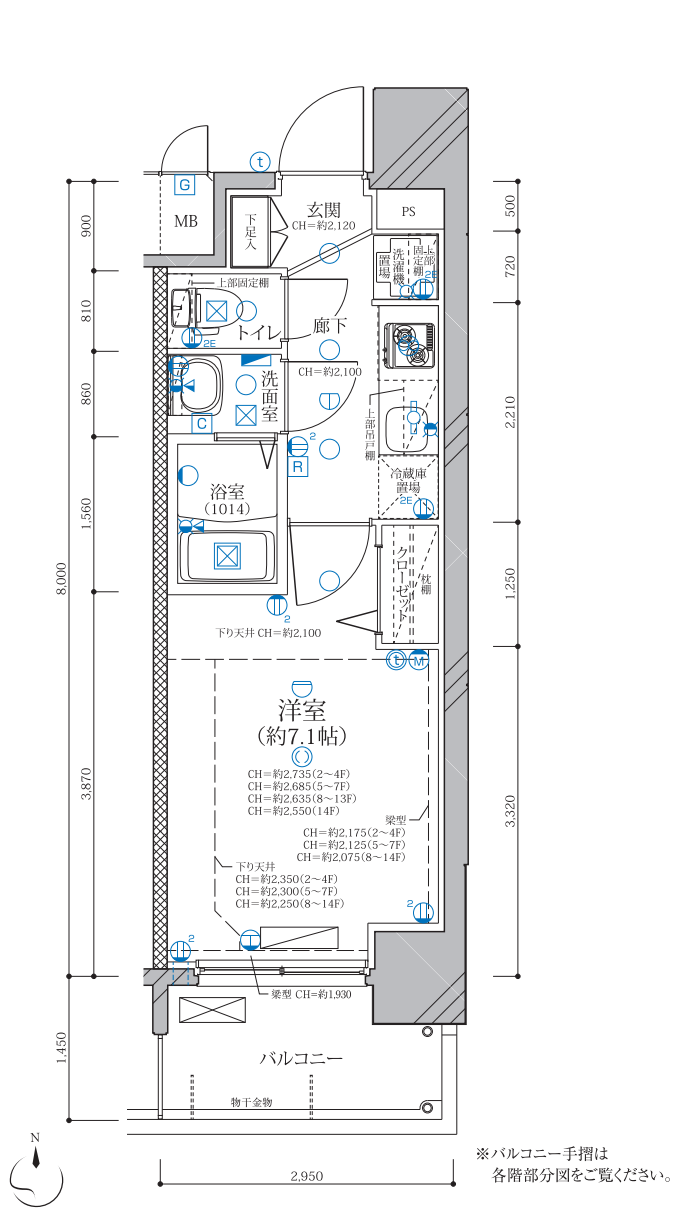 t
G
MB
900
下足入
玄関
CH＝約2,120
PS
500
洗濯機
置場
上部
固定棚
2E
720
上部固定棚
トイレ
2E
810
廊下
CH＝約2,100
洗面室
C
860
上部吊戸棚
2,210
2
R
冷蔵庫
置場
2E
浴室
(1014)
1,560
8,000
クローゼット
枕棚
1,250
2
下り天井 CH＝約2,100
t
M
洋室
(約7.1帖)
CH＝約2,735(2〜4F)
CH＝約2,685(5〜7F)
CH＝約2,635(8〜13F)
CH＝約2,550(14F)
3,870
3,320
梁型
CH＝約2,175(2〜4F)
CH＝約2,125(5〜7F)
CH＝約2,075(8〜14F)
下り天井
CH＝約2,350(2〜4F)
CH＝約2,300(5〜7F)
CH＝約2,250(8〜14F)
2
2
梁型 CH＝約1,930
1,450
バルコニー
物干金物
N
2,950
※バルコニー手摺は
各階部分図をご覧ください。